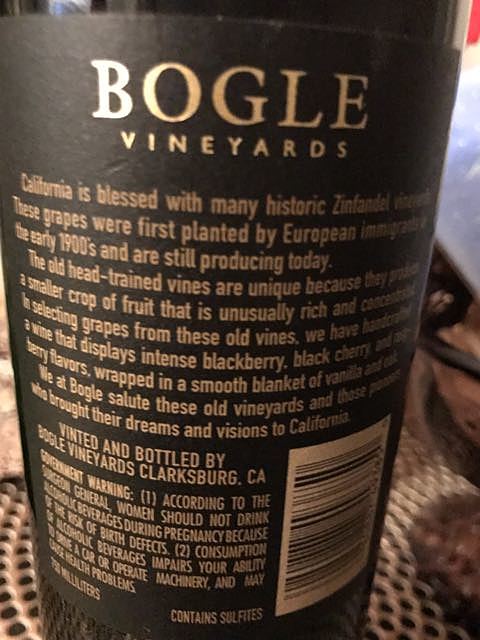 BOGLE
VINEYARDS
California is blessed with many historic Zinfandel
These grapes were first planted by European immigrants
the early 1900's and are still producing today.
The old head-trained vines are unique because they
a smaller crop of fruit that is unusually rich and
In selecting grapes from these old vines, we have
a wine that displays intense blackberry, black cherry and
berry flavors, wrapped in a smooth blanket of vanilla and oak.
We at Bogle salute these old vineyards and those
who brought their dreams and visions to California.
VINTED AND BOTTLED BY
BOGLE VINEYARDS CLARKSBURG, CA
GOVERNMENT WARNING: (1) ACCORDING TO THE
SURGEON GENERAL, WOMEN SHOULD NOT DRINK
ALCOHOLIC BEVERAGES DURING PREGNANCY BECAUSE
OF THE RISK OF BIRTH DEFECTS. (2) CONSUMPTION
OF ALCOHOLIC BEVERAGES IMPAIRS YOUR ABILITY
TO DRIVE A CAR OR OPERATE MACHINERY, AND MAY
CAUSE HEALTH PROBLEMS.
750 MILLILITERS
CONTAINS SULFITES